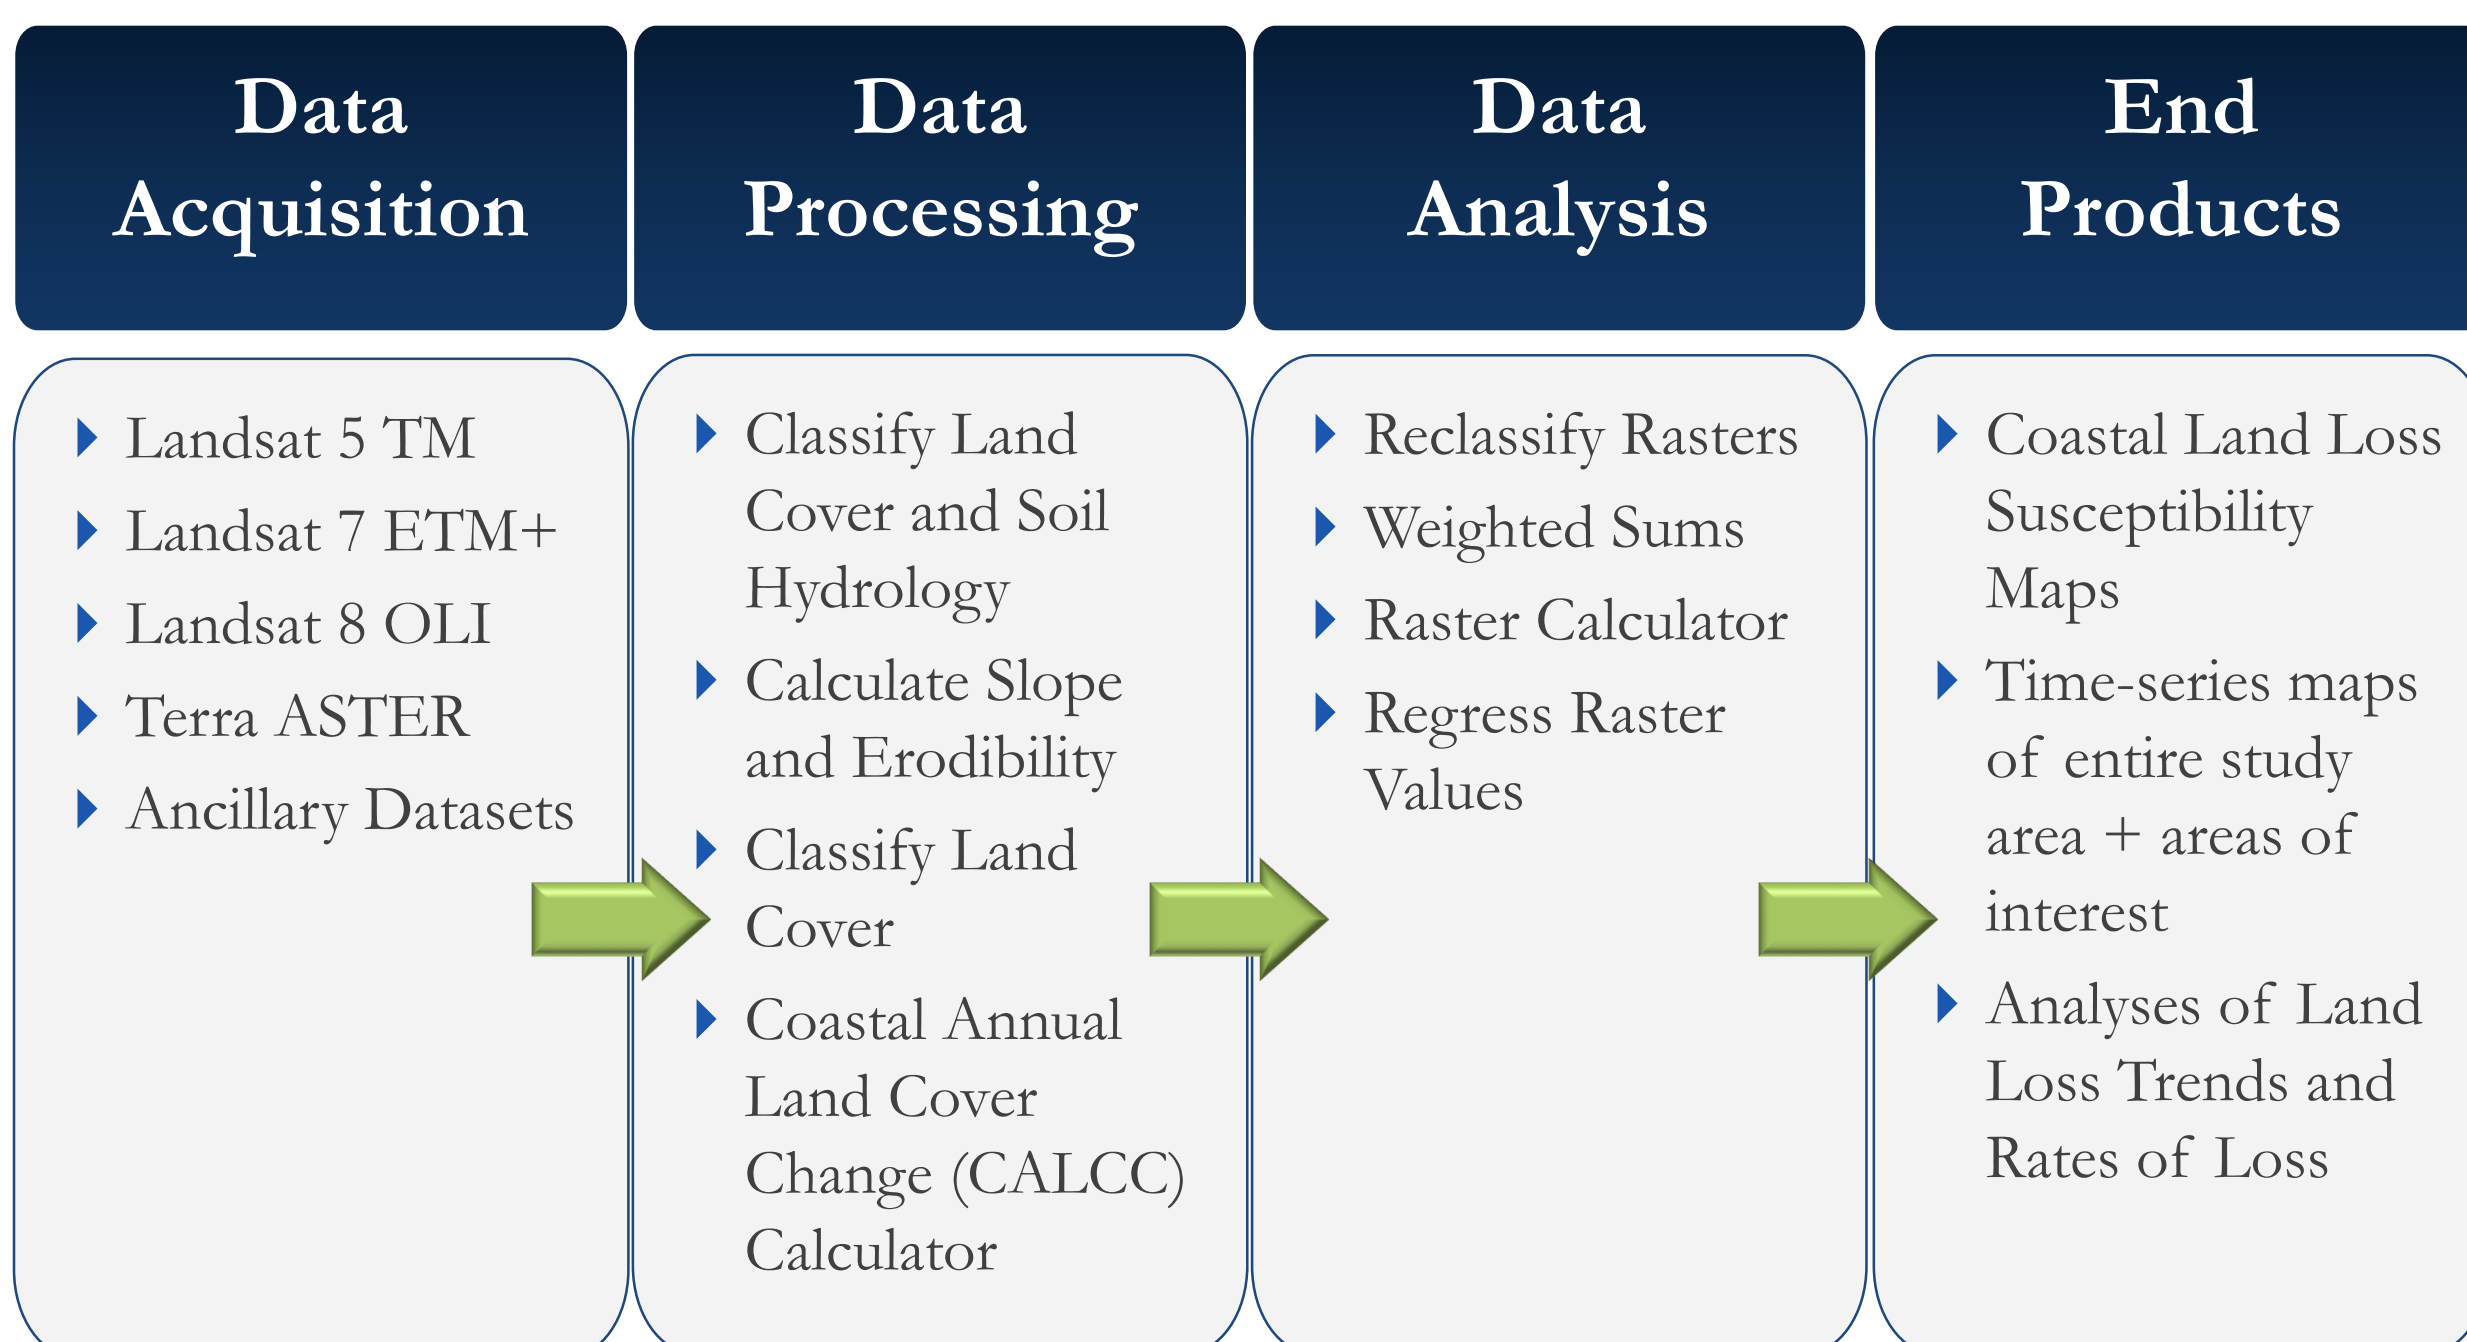 Data
Acquisition
Landsat 5 TM
Landsat 7 ETM+
Landsat 8 OLI
Terra ASTER
Ancillary Datasets
Data
Processing
Classify Land
Cover and Soil
Hydrology
Calculate Slope
and Erodibility
Classify Land
Cover
Coastal Annual
Land Cover
Change (CALCC)
Calculator
Data
Analysis
Reclassify Rasters
Weighted Sums
Raster Calculator
Regress Raster
Values
End
Products
Coastal Land Loss
Susceptibility
Maps
Time-series maps
of entire study
area + areas of
interest
Analyses of Land
Loss Trends and
Rates of Loss